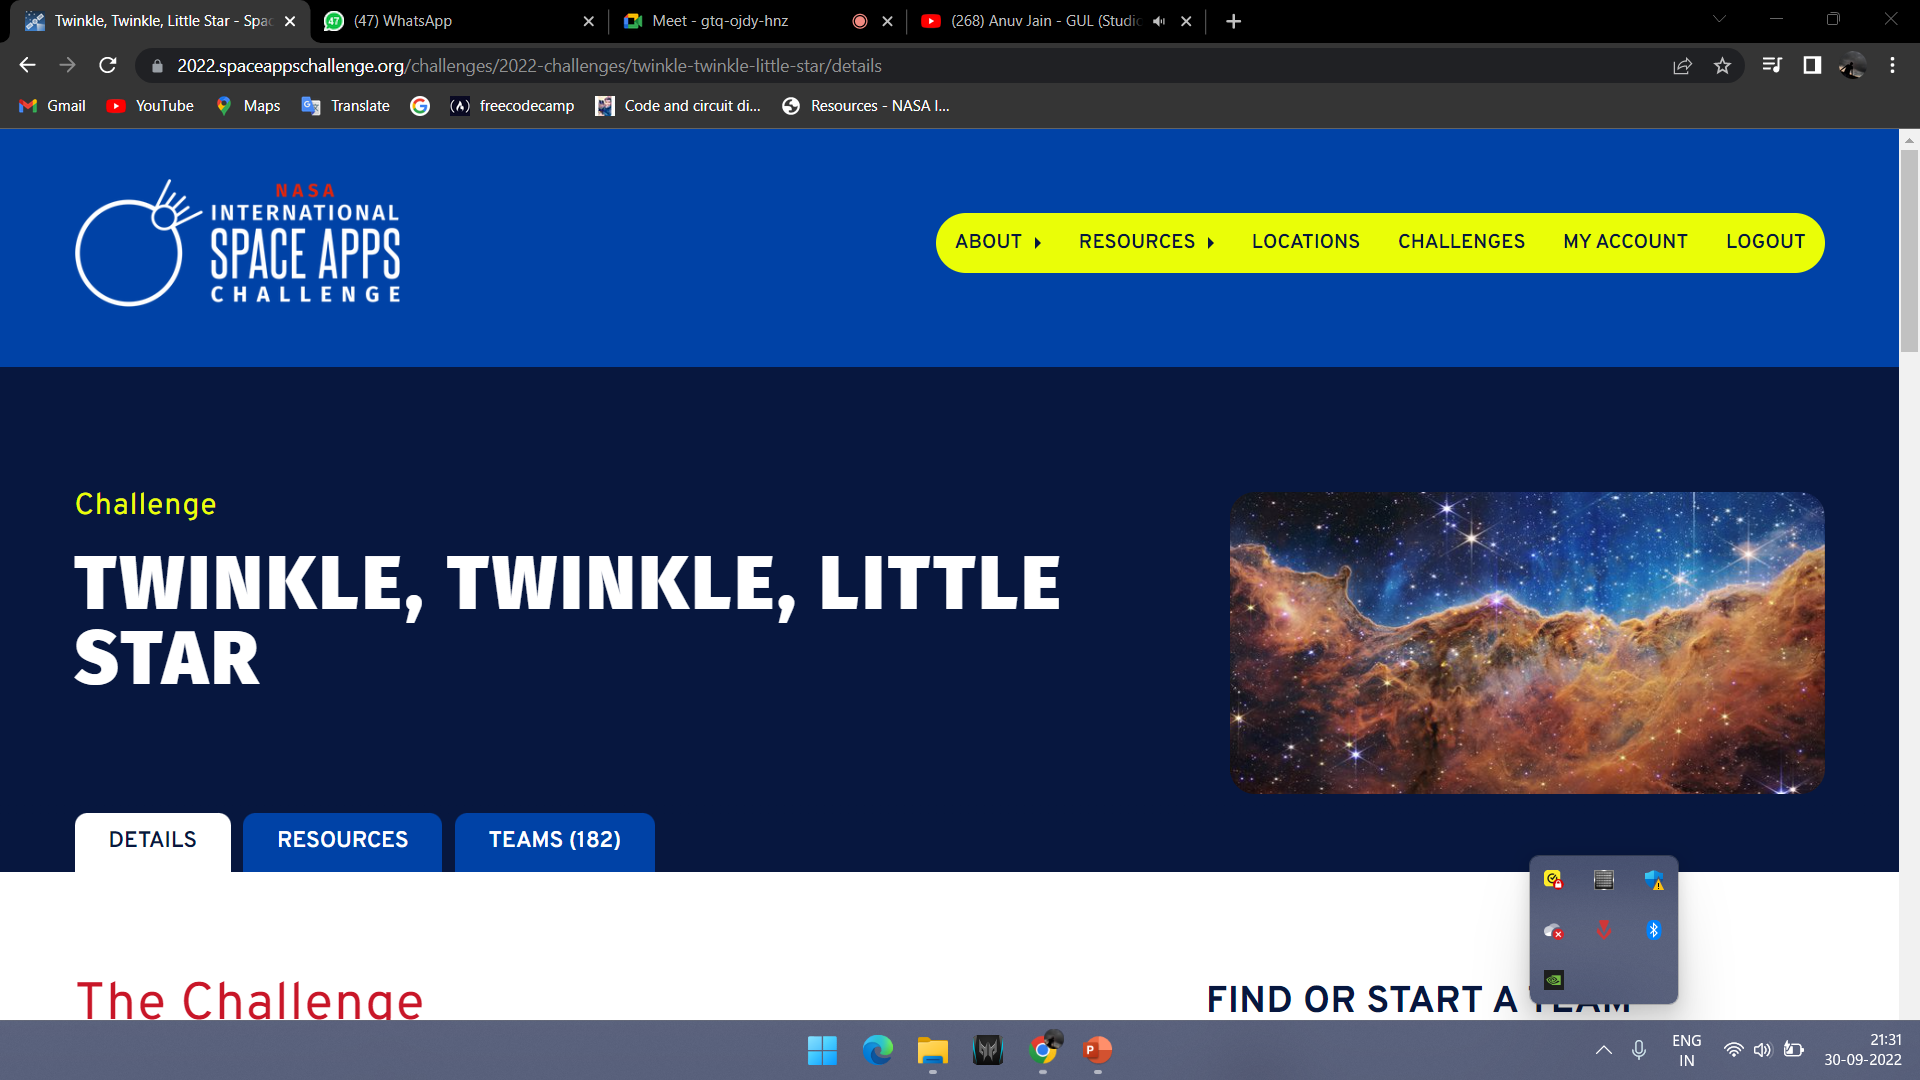 Twinkle, Twinkle, Little Star - Spac
(47) WhatsApp
Meet - gtq-ojdy-hnz
(268) Anuv Jain - GUL (Studio
2022.spaceappschallenge.org/challenges/2022-challenges/twinkle-twinkle-little-star/details
Gmail
YouTube
Maps
Translate
freecodecamp
Code and circuit di...
Resources - NASA I...
NASA
INTERNATIONAL
SPACE APPS
CHALLENGE
ABOUT
RESOURCES
LOCATIONS
CHALLENGES
MY ACCOUNT
LOGOUT
Challenge
TWINKLE, TWINKLE, LITTLE
STAR
DETAILS
RESOURCES
TEAMS (182)
The Challenge
FIND OR START A TEAM
ENG
IN
21:31
30-09-2022